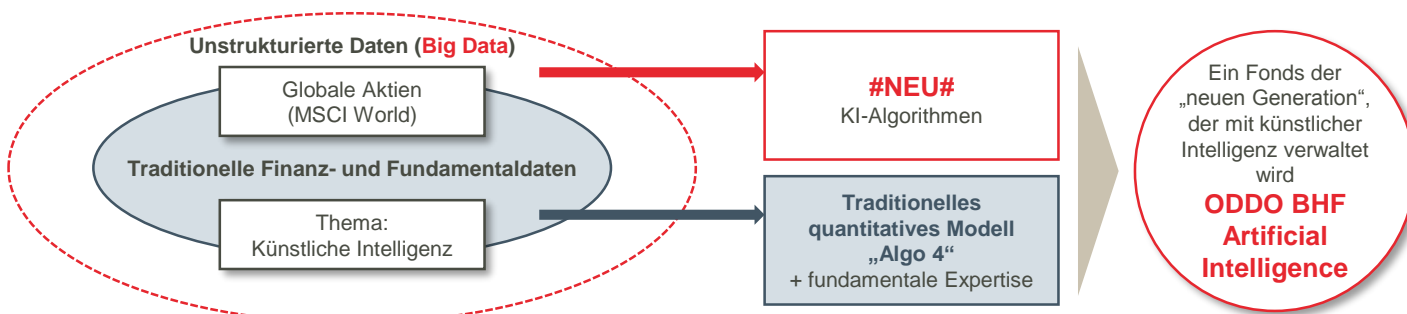 Unstrukturierte Daten (Big Data)
Globale Aktien
(MSCI World)
Traditionelle Finanz- und Fundamentaldaten
Thema:
Künstliche Intelligenz
#NEU#
KI-Algorithmen
Traditionelles
quantitatives Modell
„Algo 4“
+ fundamentale Expertise
Ein Fonds der
„neuen Generation“,
der mit künstlicher
Intelligenz verwaltet
wird
ODDO BHF
Artificial
Intelligence